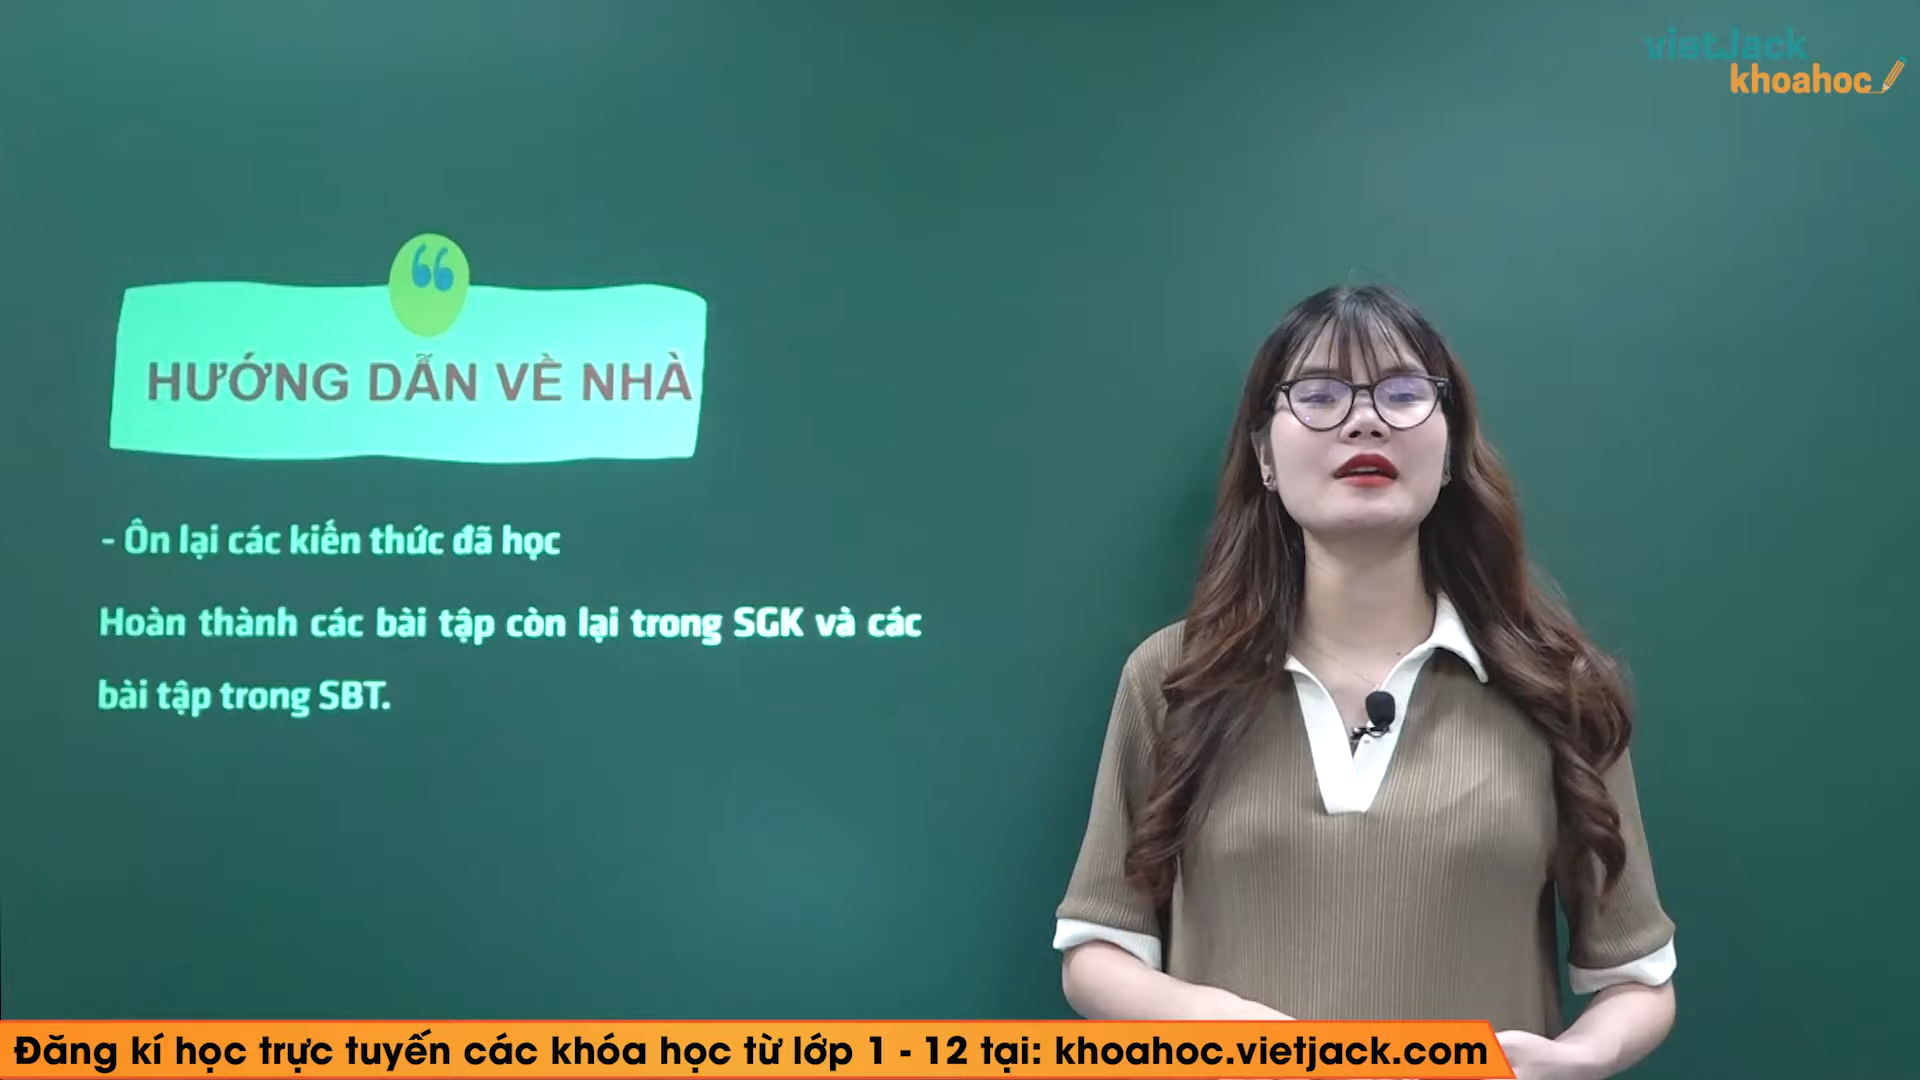 vietJack
khoahoc
HƯỚNG DẪN VỀ NHÀ
- Ôn lại các kiến thức đã học
Hoàn thành các bài tập còn lại trong SGK và các
bài tập trong SBT.
Đăng kí học trực tuyến các khóa học từ lớp 1 - 12 tại: khoahoc.vietjack.com